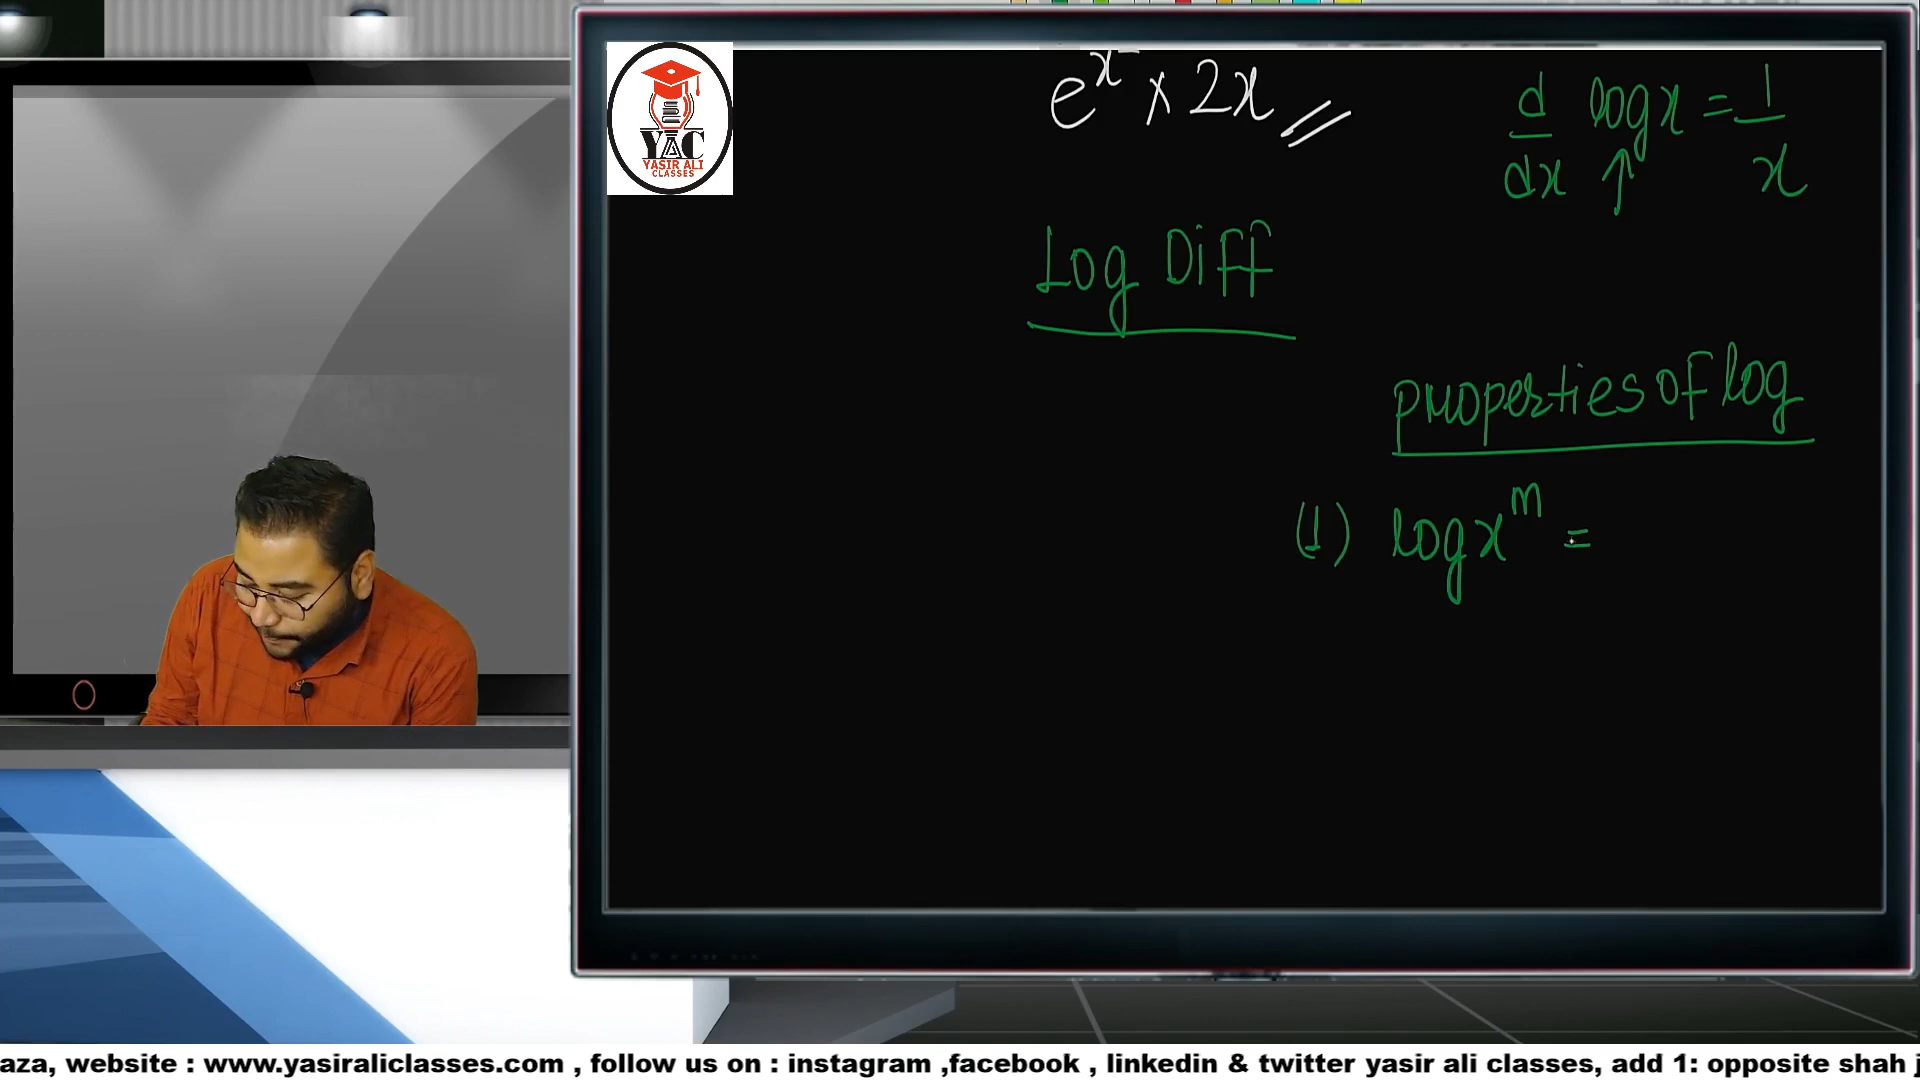 YAC
YASIR ALI
CLASSES
× 2x
d/dx log x = 1/x
Log Diff
properties of log
(1) log x^m =
aza, website : www.yasiraliclasses.com , follow us on : instagram ,facebook , linkedin & twitter yasir ali classes, add 1: opposite shah j